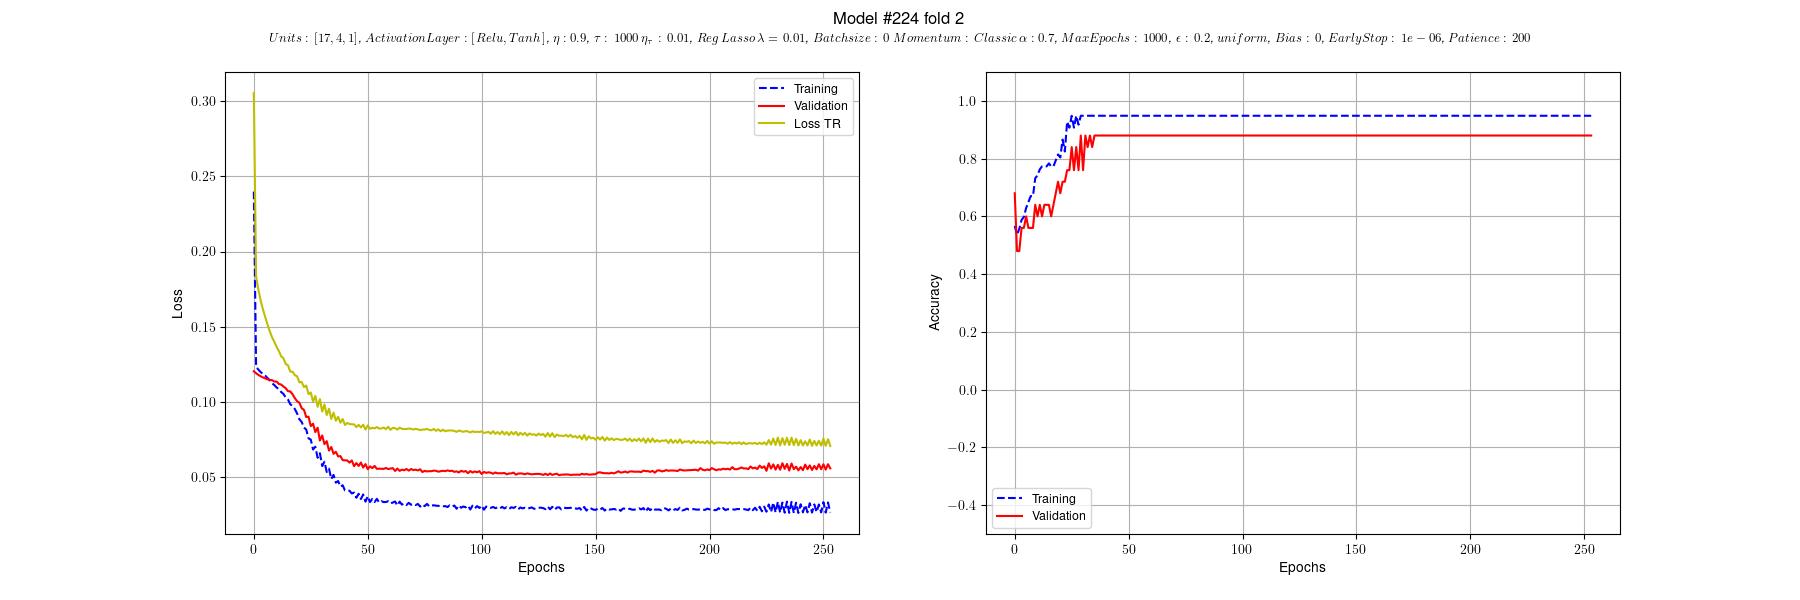 Model #224 fold 2
Units : [17, 4, 1], ActivationLayer : [Relu, Tanh], η : 0.9, τ : 1000 η_τ : 0.01, Reg Lasso λ = 0.01, Batchsize : 0 Momentum : Classic α : 0.7, MaxEpochs : 1000, ϵ : 0.2, uniform, Bias : 0, EarlyStop : 1e − 06, Patience : 200
Training
Validation
Loss TR
0.30
0.25
0.20
0.15
0.10
0.05
Loss
0 50 100 150 200 250
Epochs
1.0
0.8
0.6
0.4
0.2
0.0
−0.2
−0.4
Accuracy
Training
Validation
0 50 100 150 200 250
Epochs